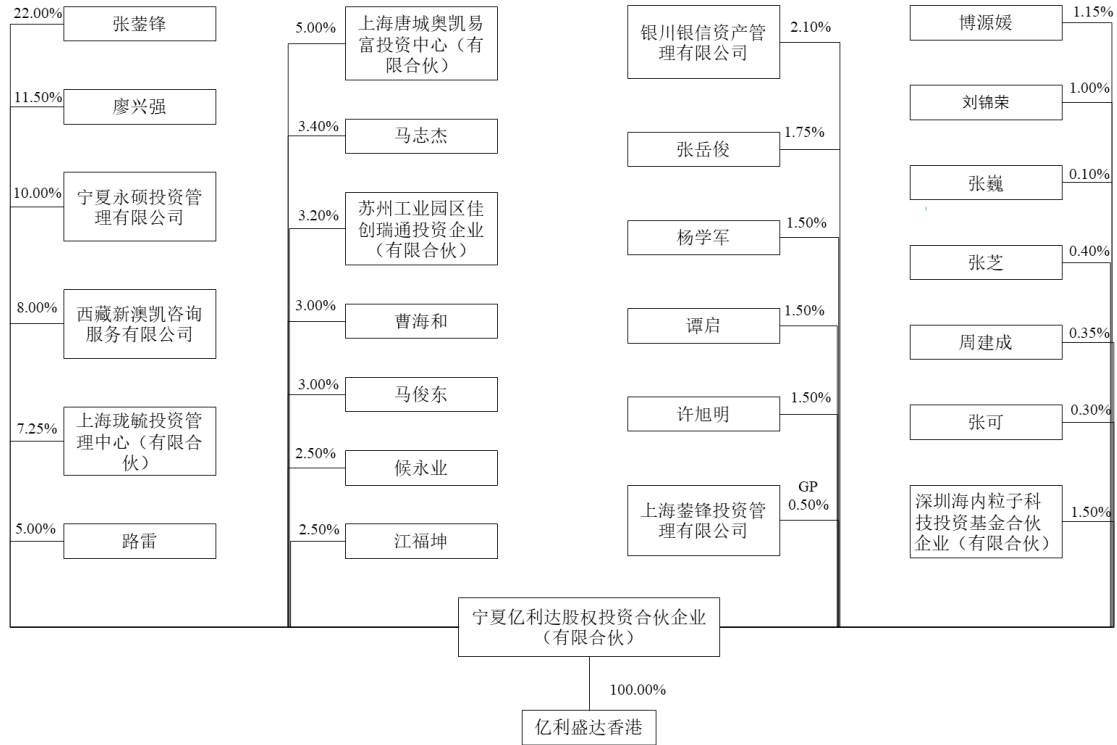 22.00%
张蓥锋
11.50%
廖兴强
10.00%
宁夏永硕投资管
理有限公司
8.00%
西藏新澳凯咨询
服务有限公司
7.25%
上海珑毓投资管
理中心（有限合
伙）
5.00%
路雷
5.00%
上海唐城奥凯易
富投资中心（有
限合伙）
3.40%
马志杰
3.20%
苏州工业园区佳
创瑞通投资企业
（有限合伙）
3.00%
曹海和
3.00%
马俊东
2.50%
候永业
2.50%
江福坤
银川银信资产管
理有限公司
2.10%
张岳俊
1.75%
杨学军
1.50%
谭启
1.50%
许旭明
1.50%
上海蓥锋投资管
理有限公司
GP
0.50%
博源媛
1.15%
刘锦荣
1.00%
张巍
0.10%
张芝
0.40%
周建成
0.35%
张可
0.30%
深圳海内粒子科
技投资基金合伙
企业（有限合伙）
1.50%
宁夏亿利达股权投资合伙企业
（有限合伙）
100.00%
亿利盛达香港